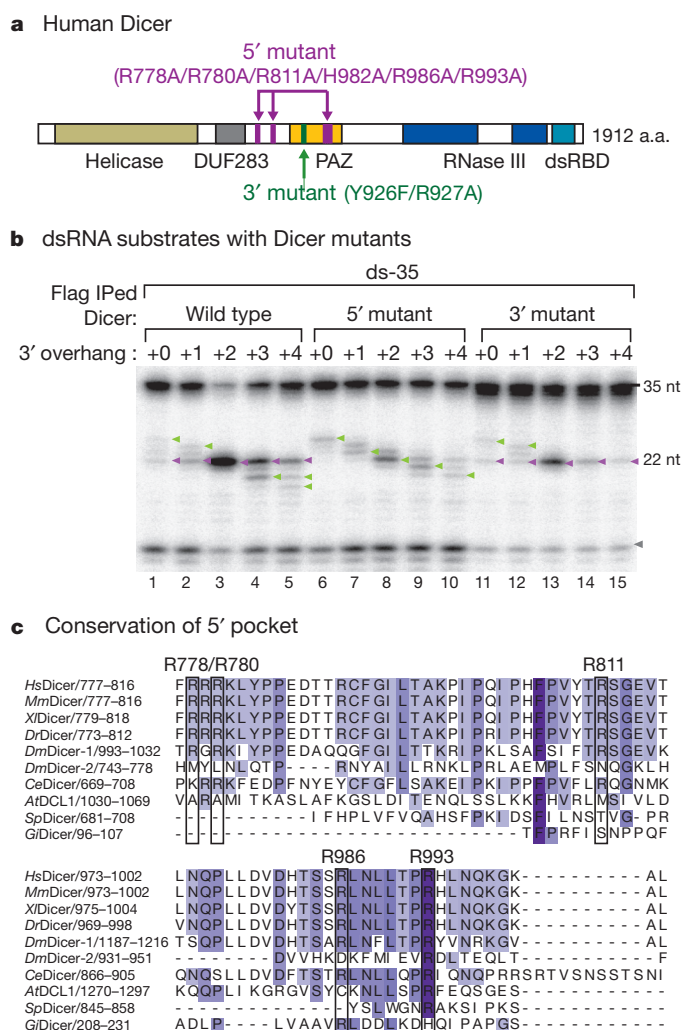 a Human Dicer
5′ mutant
(R778A/R780A/R811A/H982A/R986A/R993A)
1912 a.a.
Helicase DUF283 PAZ RNase III dsRBD
3′ mutant (Y926F/R927A)
b dsRNA substrates with Dicer mutants
ds-35
Flag IPed
Dicer: Wild type 5′ mutant 3′ mutant
3′ overhang : +0 +1 +2 +3 +4 +0 +1 +2 +3 +4 +0 +1 +2 +3 +4
35 nt
22 nt
1 2 3 4 5 6 7 8 9 10 11 12 13 14 15
c Conservation of 5′ pocket
R778/R780 R811
HsDicer/777–816 FRRRKLYPPEDTTRCFGILTAKPIPQIPHFPVYTRSGEVT
MmDicer/777–816 FRRRKLYPPEDTTRCFGILTAKPIPQIPHFPVYTRSGEVT
XlDicer/779–818 FRRRKLYPPEDTTRCFGILTAKPIPQIPHFPVYTRSGEVT
DrDicer/773–812 FRRRKLYPPEDTTRCFGILTAKPIPRIPHFPVYTRSGEVT
DmDicer-1/993–1032 TRGRKIYPPEDAQQGFGILTTKRIPKLSAFSIFTRSGEVK
DmDicer-2/743–778 HMYLNLQTP----RNYAILLRNKLPRLAEMPLFSNQGKLH
CeDicer/669–708 PKRRKFEDPFNYEYCFGFLSAKEIPKIPPFPVFLRQGNMK
AtDCL1/1030–1069 VARAMITKASLAFKGSLDITENQLSSLKKFHVRLMSIVLD
SpDicer/681–708 -----------IFHPLVFVQAHSFPKIDSFILNSTVG-PR
GiDicer/96–107 ----------------------------TFPRFISNPPQF
R986 R993
HsDicer/973–1002 LNQPLLDVDHTSSRLNLLTPRHLNQKGK----------AL
MmDicer/973–1002 LNQPLLDVDHTSSRLNLLTPRHLNQKGK----------AL
XlDicer/975–1004 LNQPLLDVDYTSSRLNLLTPRHLNQKGK----------AL
DrDicer/969–998 VNQPLLDVDHTSSRLNLLTPRHLNQKGK----------AL
DmDicer-1/1187–1216 TSQPLLDVDHTSARLNFLTPRYVNRKGV----------AL
DmDicer-2/931–951 --------DVVHKDKFMIEVRDLTEQLT-----------F
CeDicer/866–905 QNQSLLDVDFTSTRLNLLQPRIQNQPRRSRTVSNSSTSNI
AtDCL1/1270–1297 KQQPLIKGRGVSYCKNLLSPRFEQSGES------------
SpDicer/845–858 --------------YSLWGNRAKSIPKS------------
GiDicer/208–231 ADLP----LVAAVRLDDLKDHQIPAPGS------------